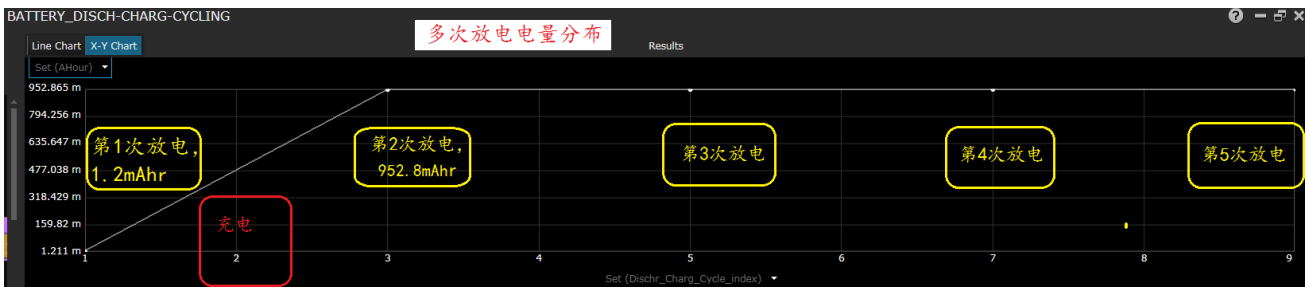 BATTERY_DISCH-CHARG-CYCLING
多次放电电量分布
Line Chart X-Y Chart
Results
Set (AHour)
952.865 m
794.256 m
635.647 m
477.038 m
318.429 m
159.82 m
1.211 m
第1次放电,
1.2mAhr
第2次放电,
952.8mAhr
第3次放电
第4次放电
第5次放电
充电
1 2 3 4 5 6 7 8 9
Set (Dischr_Charg_Cycle_index)